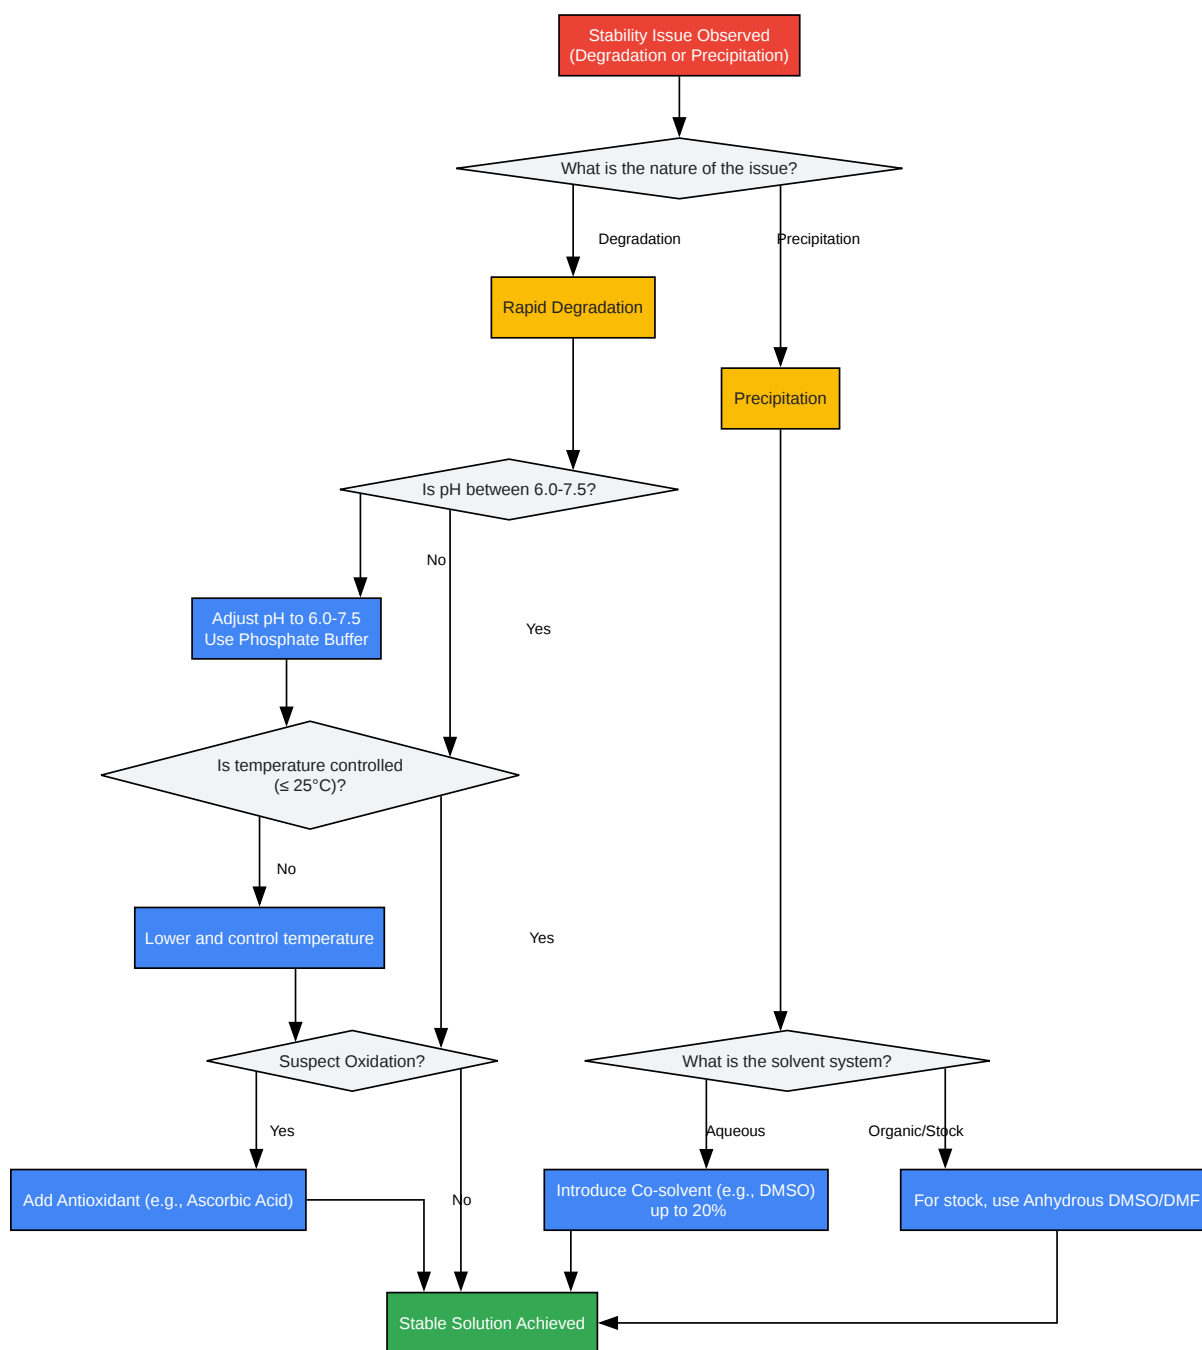 Stability Issue Observed
(Degradation or Precipitation)
What is the nature of the issue?
Degradation
Precipitation
Rapid Degradation
Precipitation
Is pH between 6.0-7.5?
No
Adjust pH to 6.0-7.5
Use Phosphate Buffer
Yes
Is temperature controlled
(≤ 25°C)?
No
Lower and control temperature
Yes
Suspect Oxidation?
What is the solvent system?
Yes
Aqueous
Organic/Stock
Add Antioxidant (e.g., Ascorbic Acid)
No
Introduce Co-solvent (e.g., DMSO)
up to 20%
For stock, use Anhydrous DMSO/DMF
Stable Solution Achieved